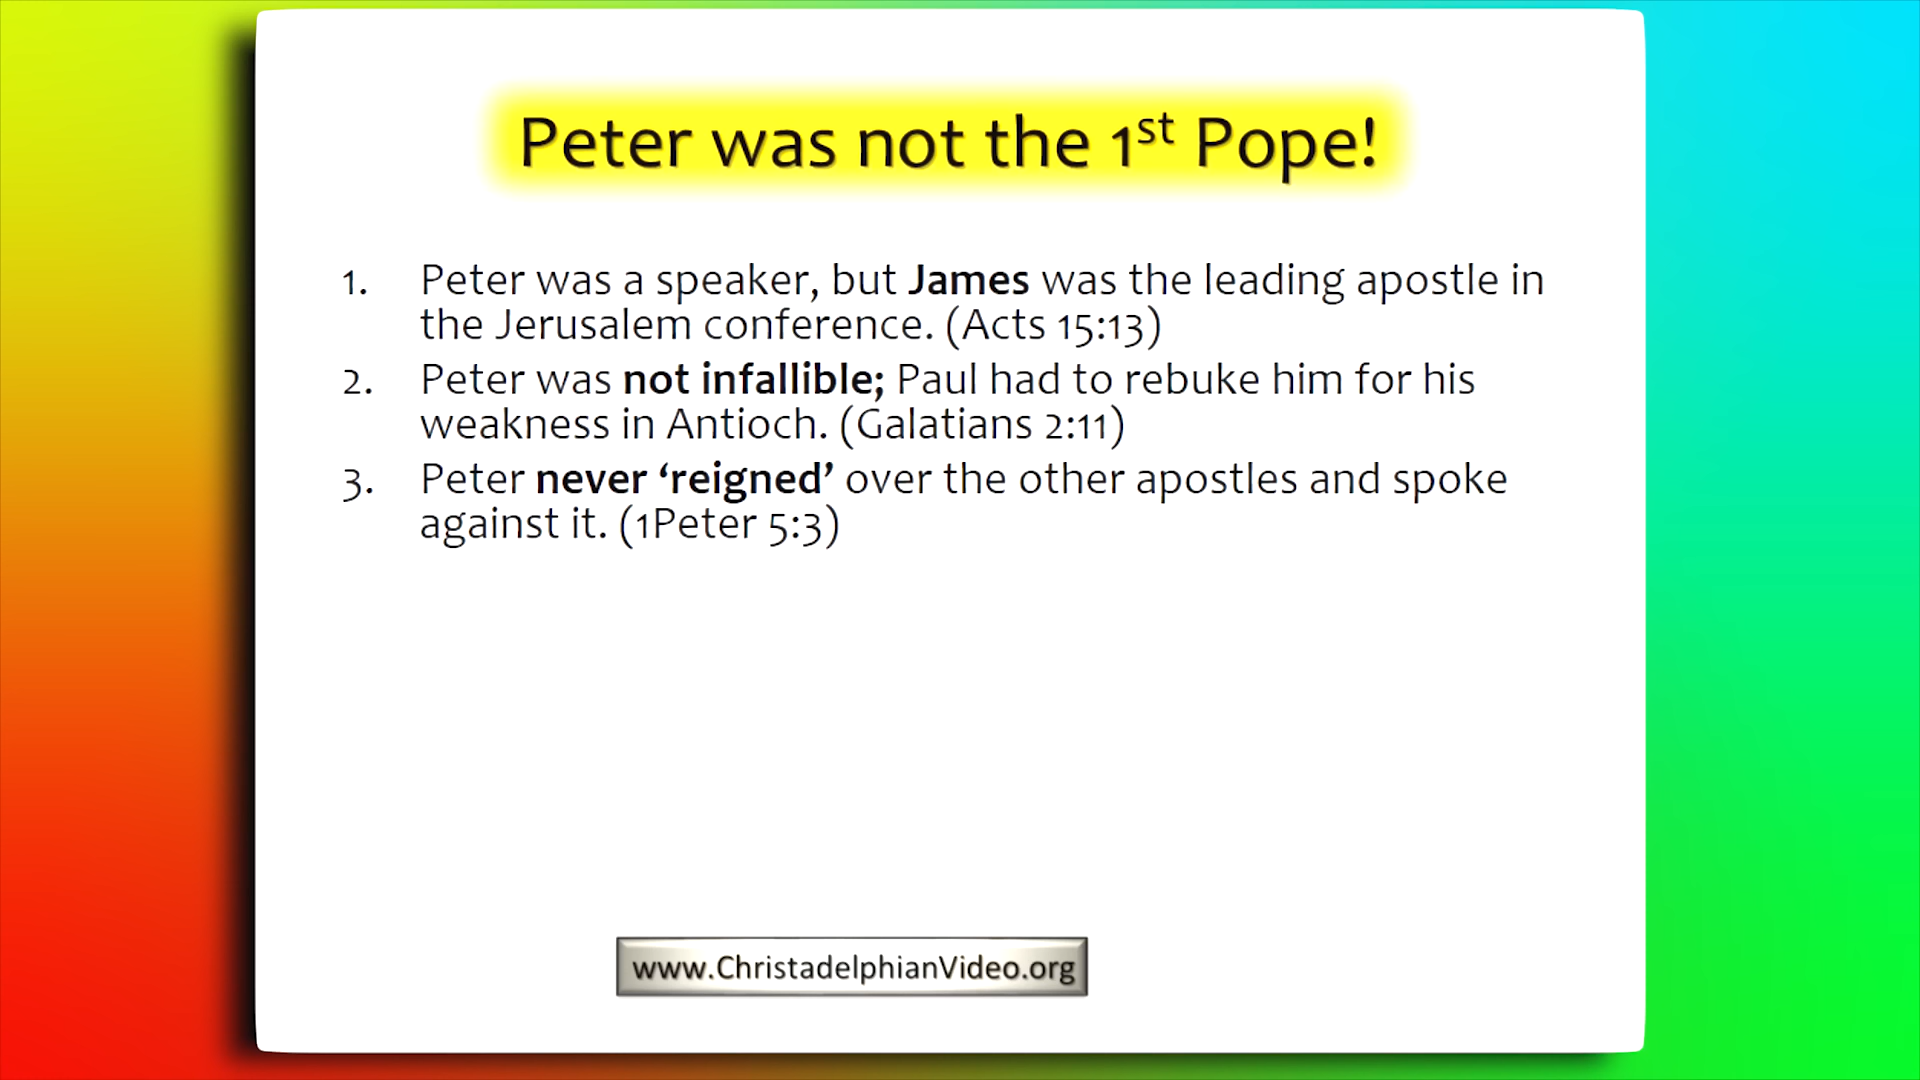 Peter was not the 1st Pope!
1. Peter was a speaker, but James was the leading apostle in
the Jerusalem conference. (Acts 15:13)
2. Peter was not infallible; Paul had to rebuke him for his
weakness in Antioch. (Galatians 2:11)
3. Peter never ‘reigned’ over the other apostles and spoke
against it. (1Peter 5:3)
www.ChristadelphianVideo.org